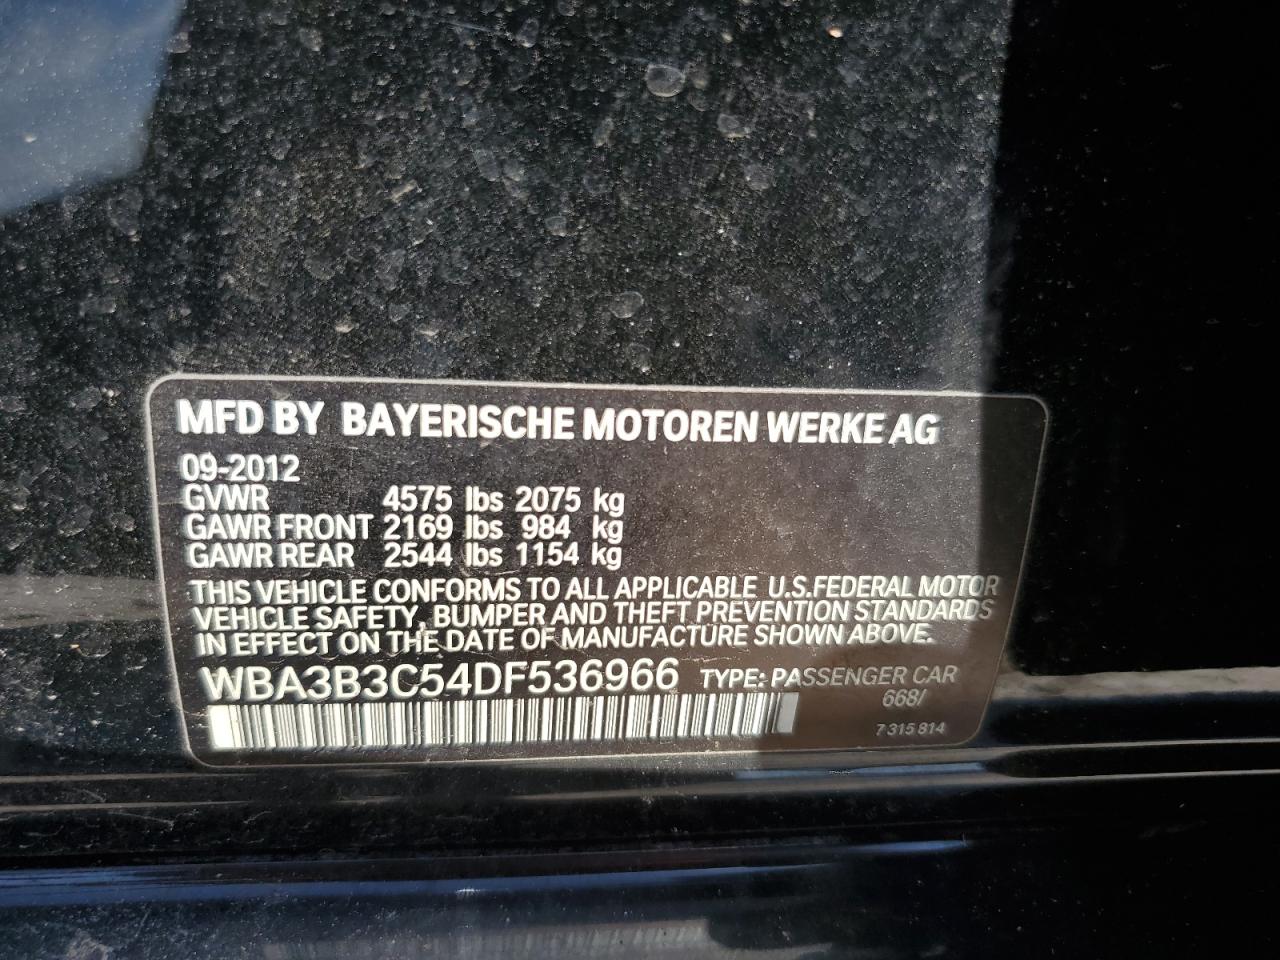 MFD BY BAYERISCHE MOTOREN WERKE AG
09-2012
GVWR 4575 lbs 2075 kg
GAWR FRONT 2169 lbs 984 kg
GAWR REAR 2544 lbs 1154 kg
THIS VEHICLE CONFORMS TO ALL APPLICABLE U.S.FEDERAL MOTOR
VEHICLE SAFETY, BUMPER AND THEFT PREVENTION STANDARDS
IN EFFECT ON THE DATE OF MANUFACTURE SHOWN ABOVE.
WBA3B3C54DF536966 TYPE: PASSENGER CAR
668/
7 315 814